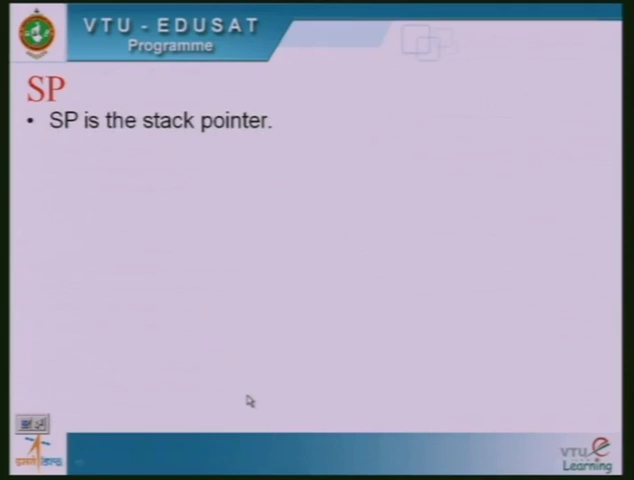 VTU - EDUSAT
Programme
SP
• SP is the stack pointer.
VTU
Learning